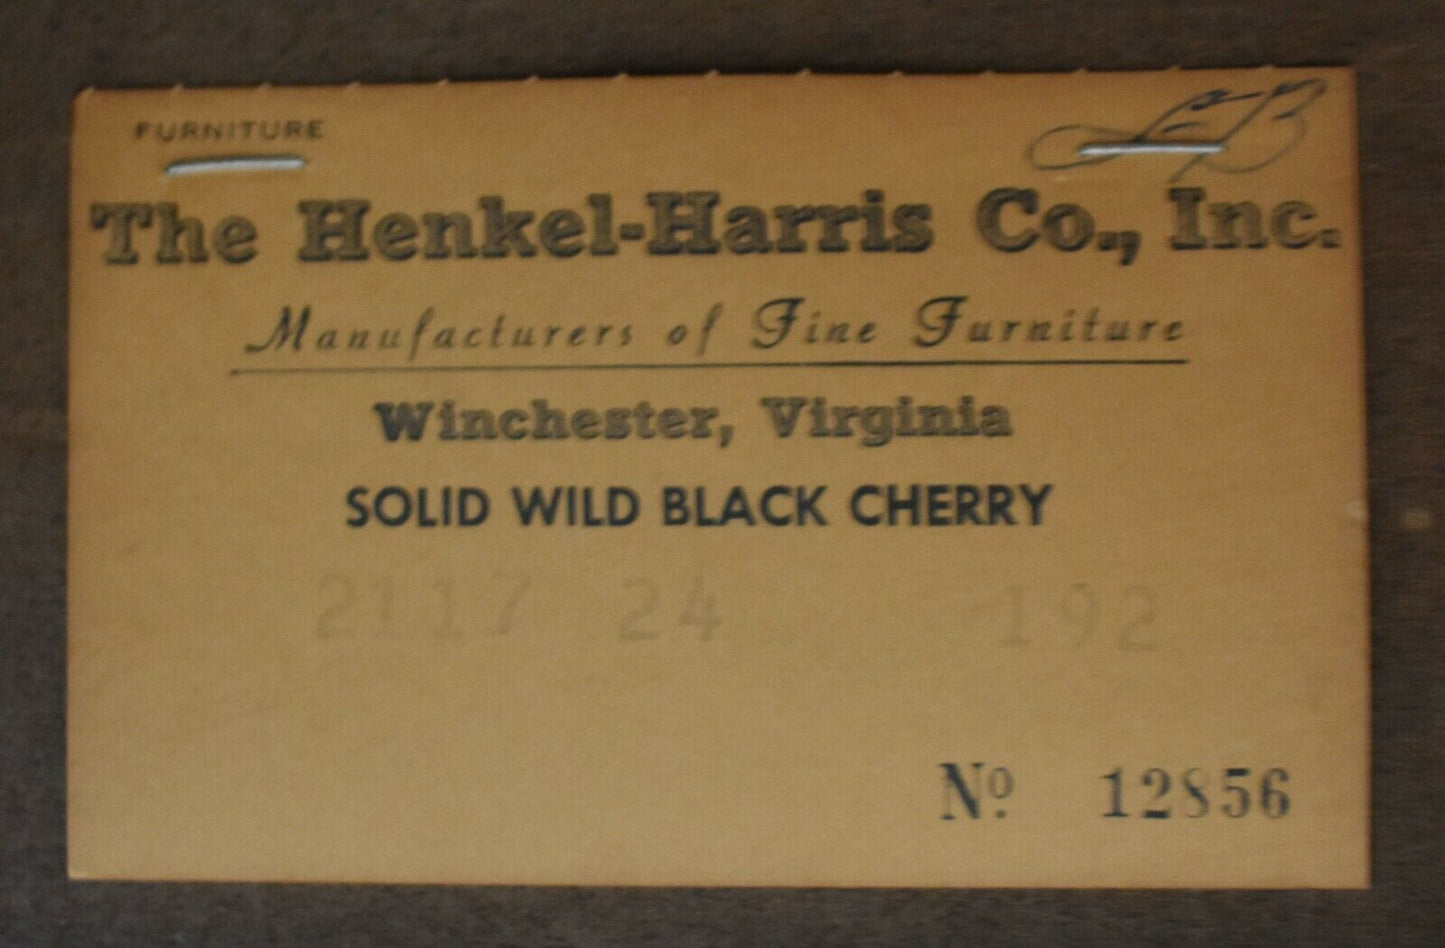 FURNITURE
The Henkel-Harris Co., Inc.
Manufacturers of Fine Furniture
Winchester, Virginia
SOLID WILD BLACK CHERRY
2117 24 192
Nº 12856